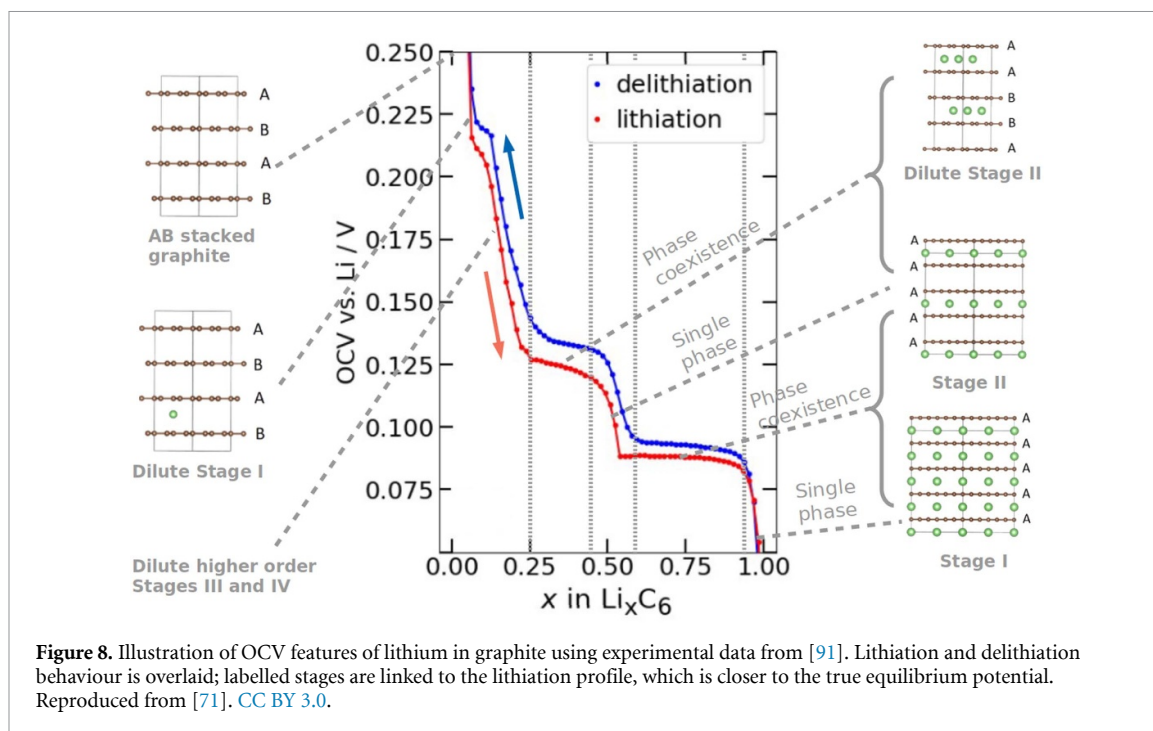 A
B
A
B
AB stacked
graphite
A
B
A
B
Dilute Stage I
Dilute higher order
Stages III and IV
OCV vs. Li / V
0.250
0.225
0.200
0.175
0.150
0.125
0.100
0.075
delithiation
lithiation
Phase
coexistence
Single
phase
Phase
coexistence
Single
phase
0.00 0.25 0.50 0.75 1.00
x in LiₓC₆
A
A
B
B
A
Dilute Stage II
A
A
A
A
A
Stage II
A
A
A
A
A
Stage I
Figure 8. Illustration of OCV features of lithium in graphite using experimental data from [91]. Lithiation and delithiation
behaviour is overlaid; labelled stages are linked to the lithiation profile, which is closer to the true equilibrium potential.
Reproduced from [71]. CC BY 3.0.